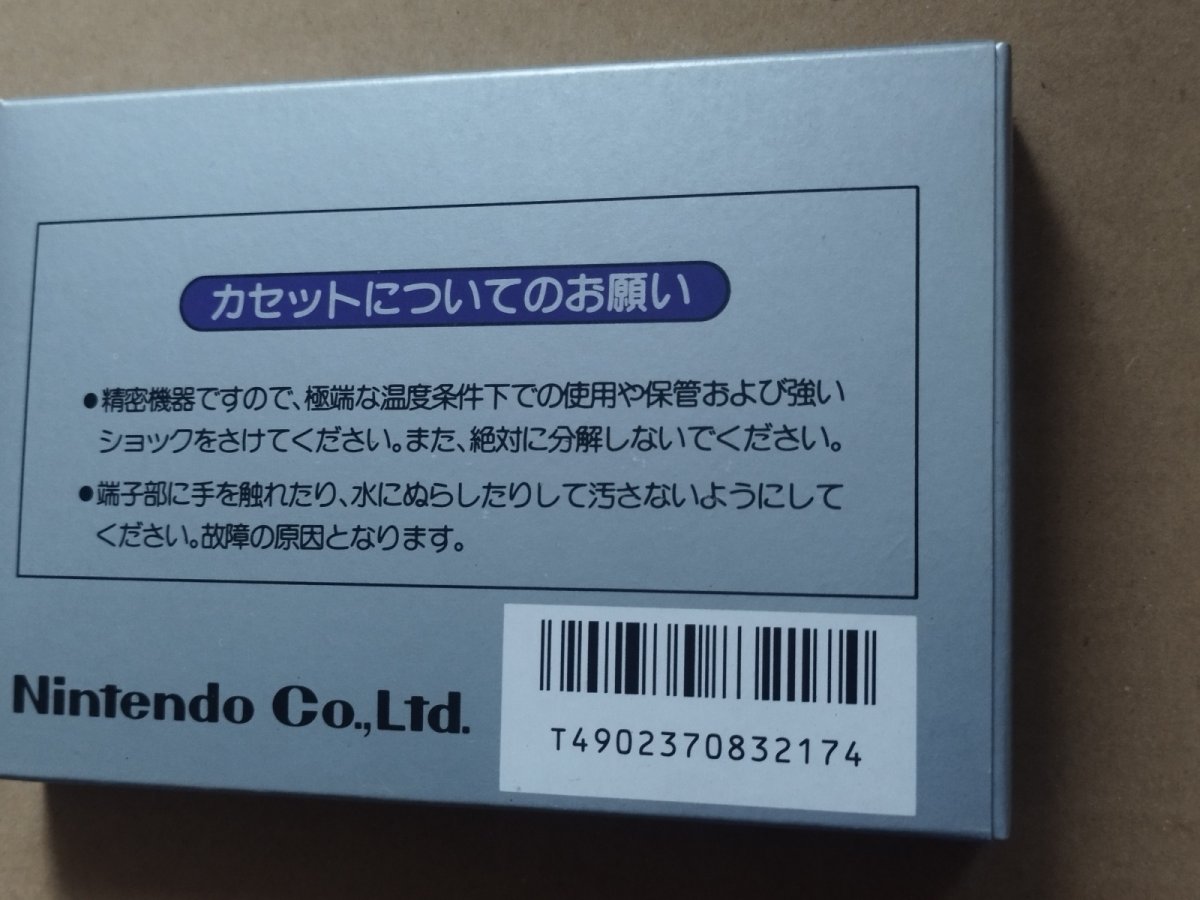 カセットについてのお願い
●精密機器ですので、極端な温度条件下での使用や保管および強い
ショックをさけてください。また、絶対に分解しないでください。
●端子部に手を触れたり、水にぬらしたりして汚さないようにして
ください。故障の原因となります。
Nintendo Co.,Ltd.
T4902370832174